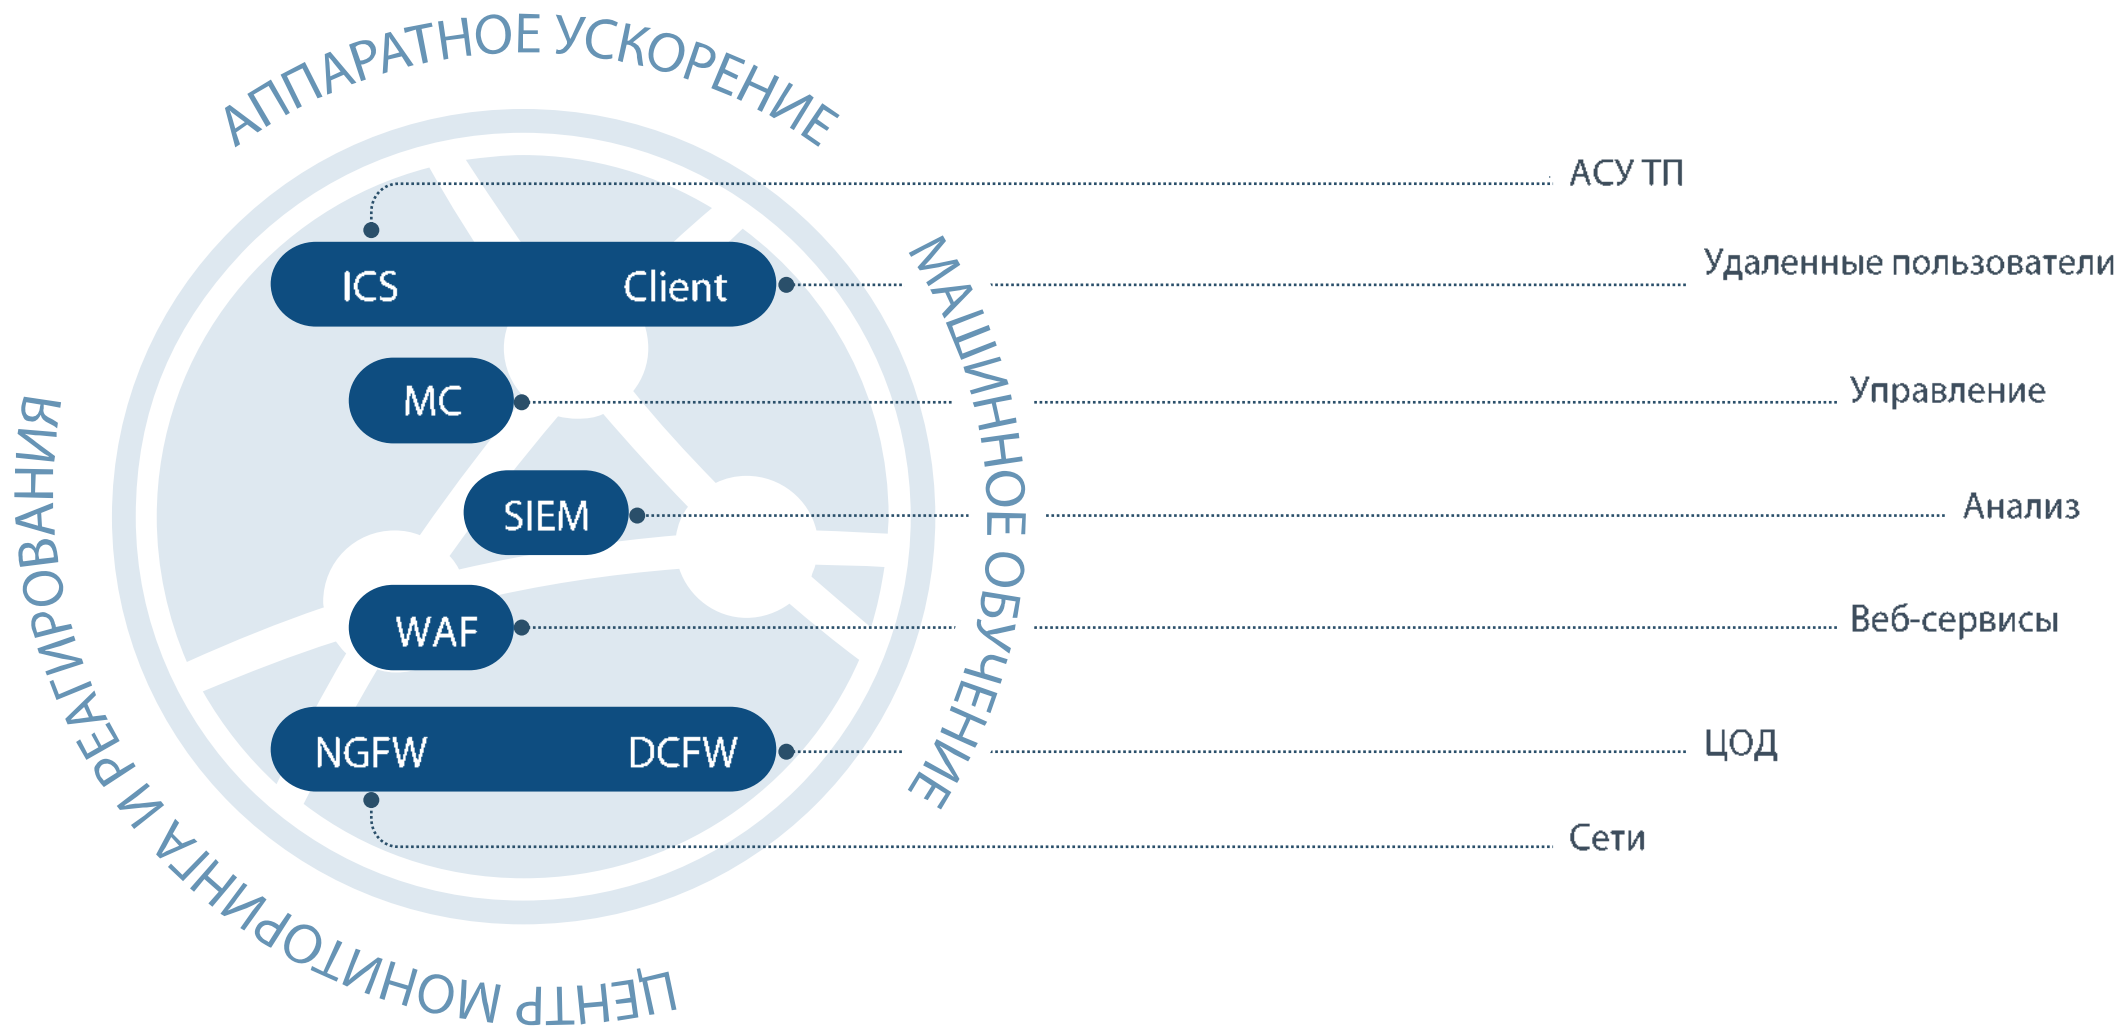 АППАРАТНОЕ УСКОРЕНИЕ
АСУ ТП
ICS Client
Удаленные пользователи
MC
Управление
SIEM
Анализ
WAF
Веб-сервисы
NGFW DCFW
ЦОД
Сети
МАШИННОЕ ОБУЧЕНИЕ
ЦЕНТР МОНИТОРИНГА И РЕАГИРОВАНИЯ